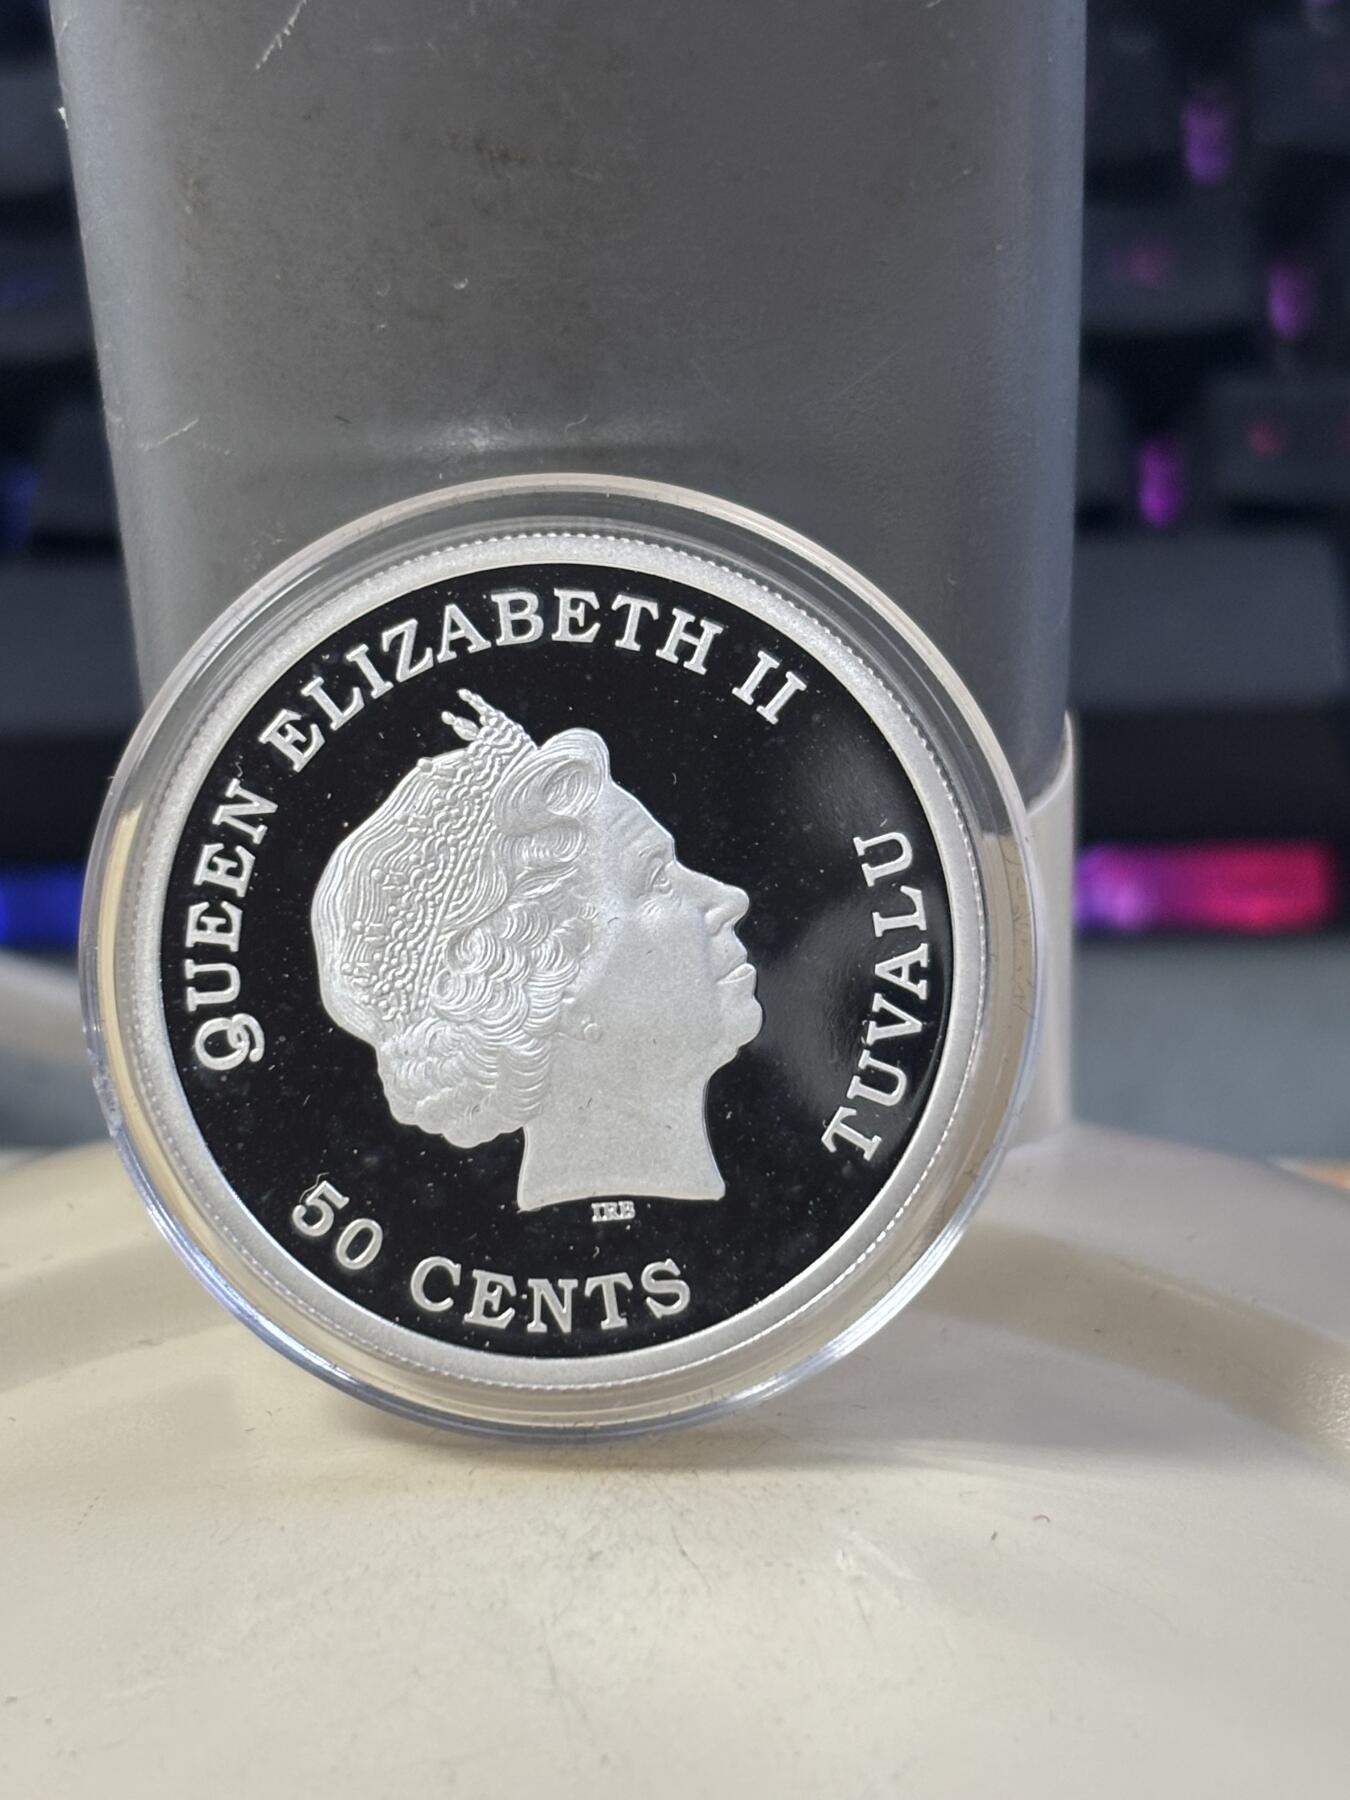 QUEEN ELIZABETH II
TUVALU
IRB
50 CENTS